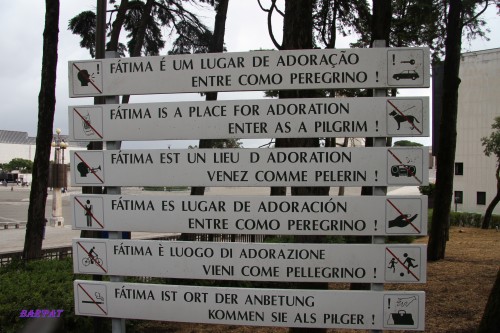 FÁTIMA É UM LUGAR DE ADORAÇÃO
ENTRE COMO PEREGRINO !
FÁTIMA IS A PLACE FOR ADORATION
ENTER AS A PILGRIM !
FÁTIMA EST UN LIEU D ADORATION
VENEZ COMME PELERIN !
FÁTIMA ES LUGAR DE ADORACIÓN
ENTRE COMO PEREGRINO !
FÁTIMA È LUOGO DI ADORAZIONE
VIENI COME PELLEGRINO !
FÁTIMA IST ORT DER ANBETUNG
KOMMEN SIE ALS PILGER !
BAKPAT